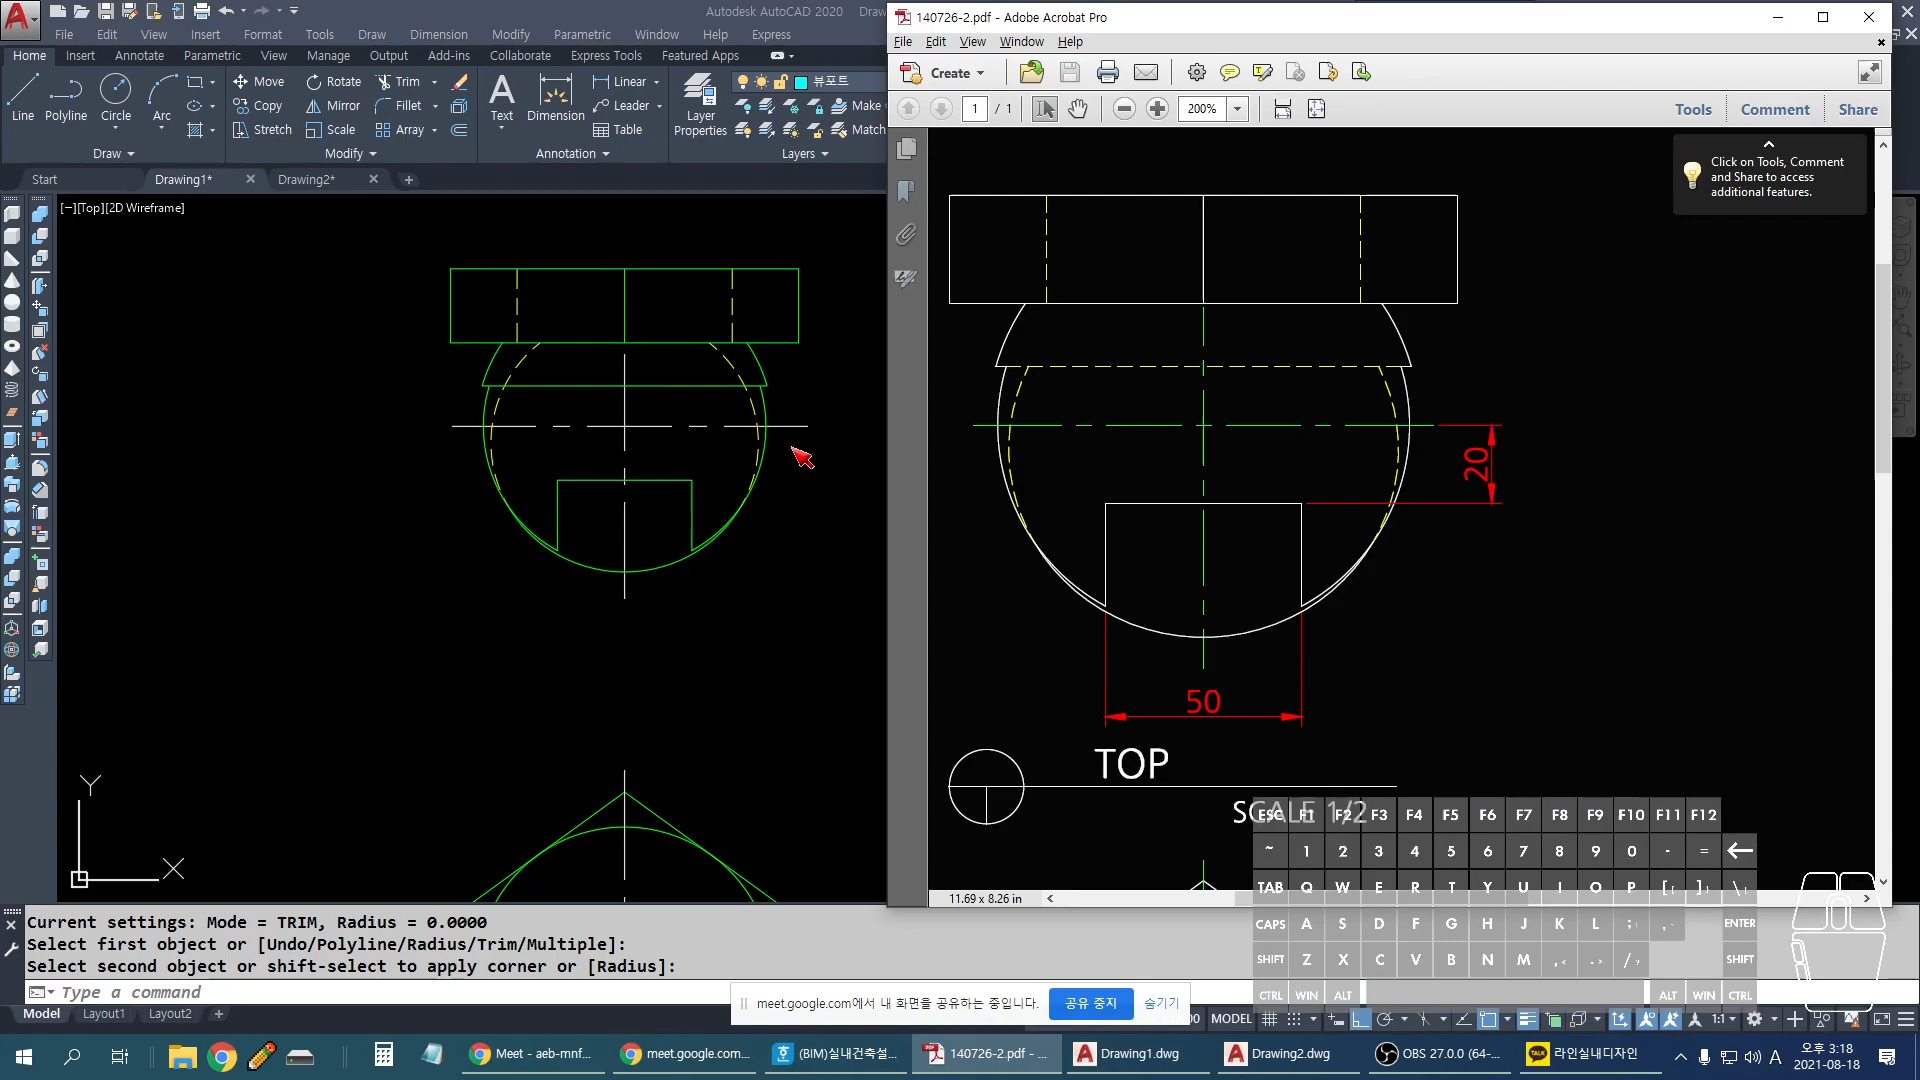 Autodesk AutoCAD 2020 Draw
File Edit View Insert Format Tools Draw Dimension Modify Parametric Window Help Express
Home Insert Annotate Parametric View Manage Output Add-ins Collaborate Express Tools Featured Apps
Line Polyline Circle Arc
Move Rotate Trim
Copy Mirror Fillet
Stretch Scale Array
Text Dimension
Linear
Leader
Table
Layer
Properties
뷰포트
Make
Match
Draw Modify Annotation Layers
Start Drawing1* Drawing2*
[−][Top][2D Wireframe]
Y
X
140726-2.pdf - Adobe Acrobat Pro
File Edit View Window Help
Create
1 / 1 200% Tools Comment Share
Click on Tools, Comment
and Share to access
additional features.
20
50
TOP
SCALE 1/2
11.69 x 8.26 in
ESC F1 F2 F3 F4 F5 F6 F7 F8 F9 F10 F11 F12
~ 1 2 3 4 5 6 7 8 9 0 - =
TAB Q W E R T Y U I O P [ ] \
CAPS A S D F G H J K L ; , ENTER
SHIFT Z X C V B N M , . / SHIFT
CTRL WIN ALT ALT WIN CTRL
Current settings: Mode = TRIM, Radius = 0.0000
Select first object or [Undo/Polyline/Radius/Trim/Multiple]:
Select second object or shift-select to apply corner or [Radius]:
Type a command
meet.google.com에서 내 화면을 공유하는 중입니다. 공유 중지 숨기기
Model Layout1 Layout2 +
MODEL 1:1
Meet - aeb-mnf... meet.google.com... (BIM)실내건축설... 140726-2.pdf - ... Drawing1.dwg Drawing2.dwg OBS 27.0.0 (64-... 라인실내디자인
A
오후 3:18
2021-08-18